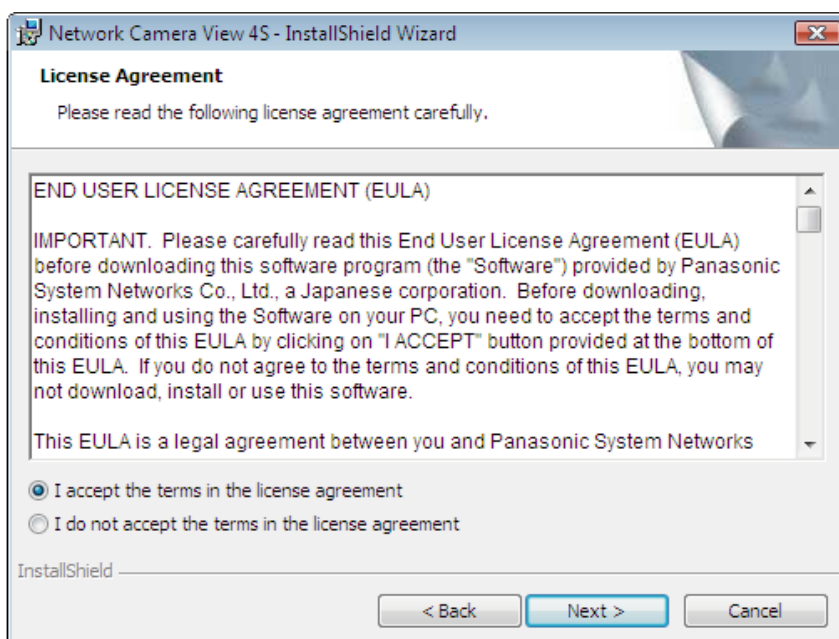 Network Camera View 4S - InstallShield Wizard
License Agreement
Please read the following license agreement carefully.
END USER LICENSE AGREEMENT (EULA)
IMPORTANT.  Please carefully read this End User License Agreement (EULA)
before downloading this software program (the "Software") provided by Panasonic
System Networks Co., Ltd., a Japanese corporation.  Before downloading,
installing and using the Software on your PC, you need to accept the terms and
conditions of this EULA by clicking on "I ACCEPT" button provided at the bottom of
this EULA.  If you do not agree to the terms and conditions of this EULA, you may
not download, install or use this software.
This EULA is a legal agreement between you and Panasonic System Networks
I accept the terms in the license agreement
I do not accept the terms in the license agreement
InstallShield
< Back
Next >
Cancel